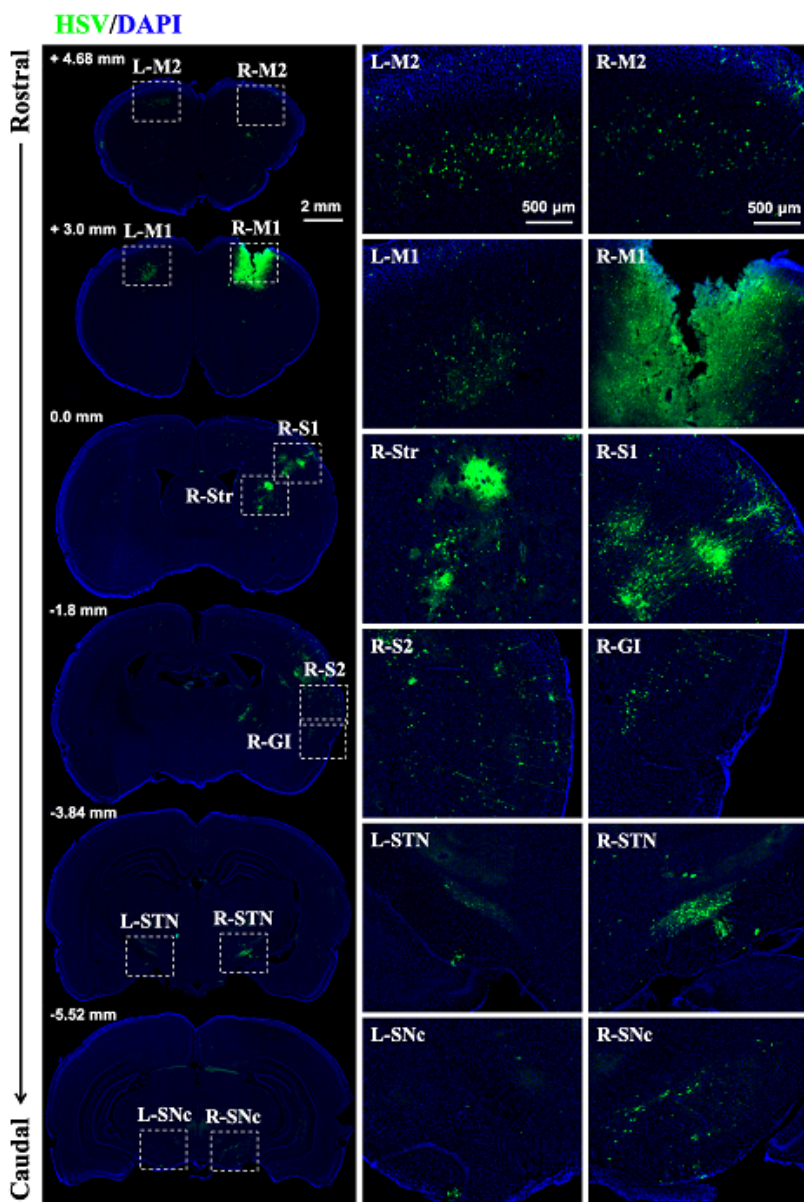 HSV/DAPI
Rostral
Caudal
+ 4.68 mm
L-M2
R-M2
2 mm
+ 3.0 mm
L-M1
R-M1
0.0 mm
R-S1
R-Str
-1.8 mm
R-S2
R-GI
-3.84 mm
L-STN
R-STN
-5.52 mm
L-SNc
R-SNc
L-M2
500 μm
R-M2
500 μm
L-M1
R-M1
R-Str
R-S1
R-S2
R-GI
L-STN
R-STN
L-SNc
R-SNc